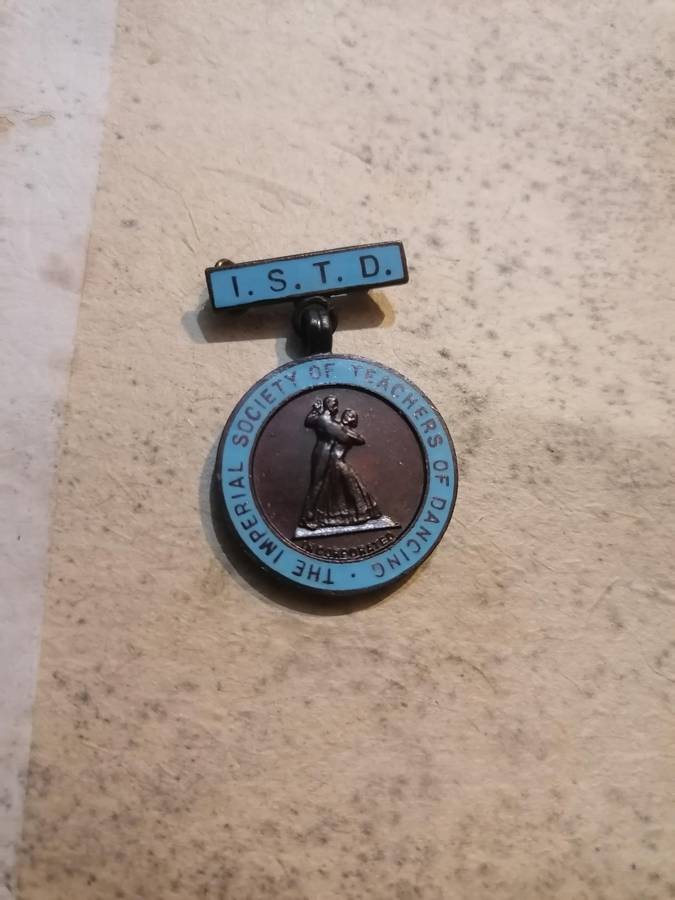 I. S. T. D.
THE IMPERIAL SOCIETY OF TEACHERS OF DANCING ·
INCORPORATED